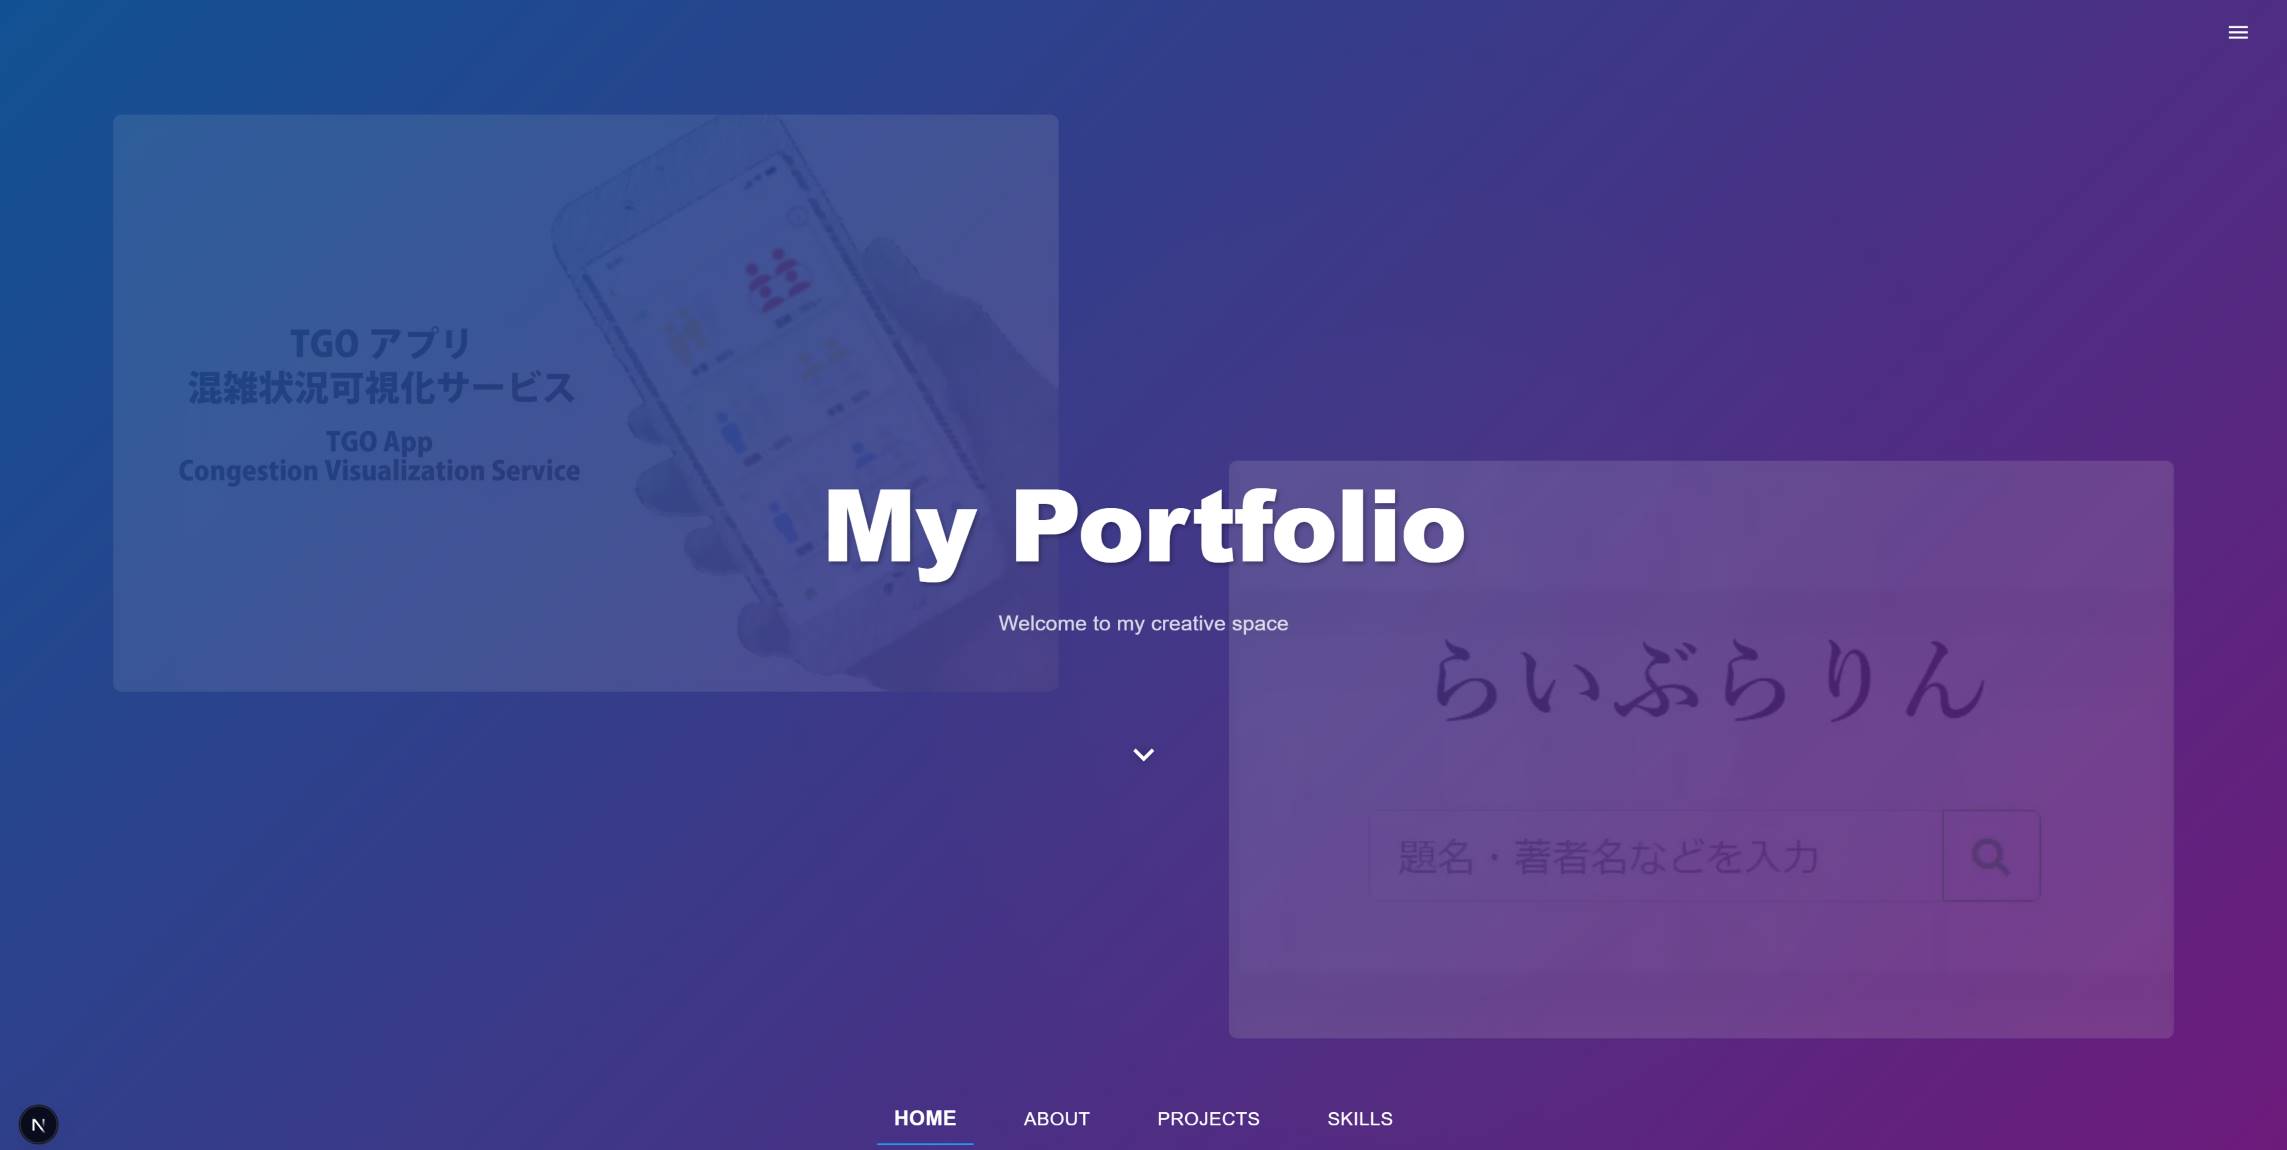 TGO アプリ
混雑状況可視化サービス
TGO App
Congestion Visualization Service
My Portfolio
Welcome to my creative space
らいぶらりん
題名・著者名などを入力
HOME
ABOUT
PROJECTS
SKILLS
N